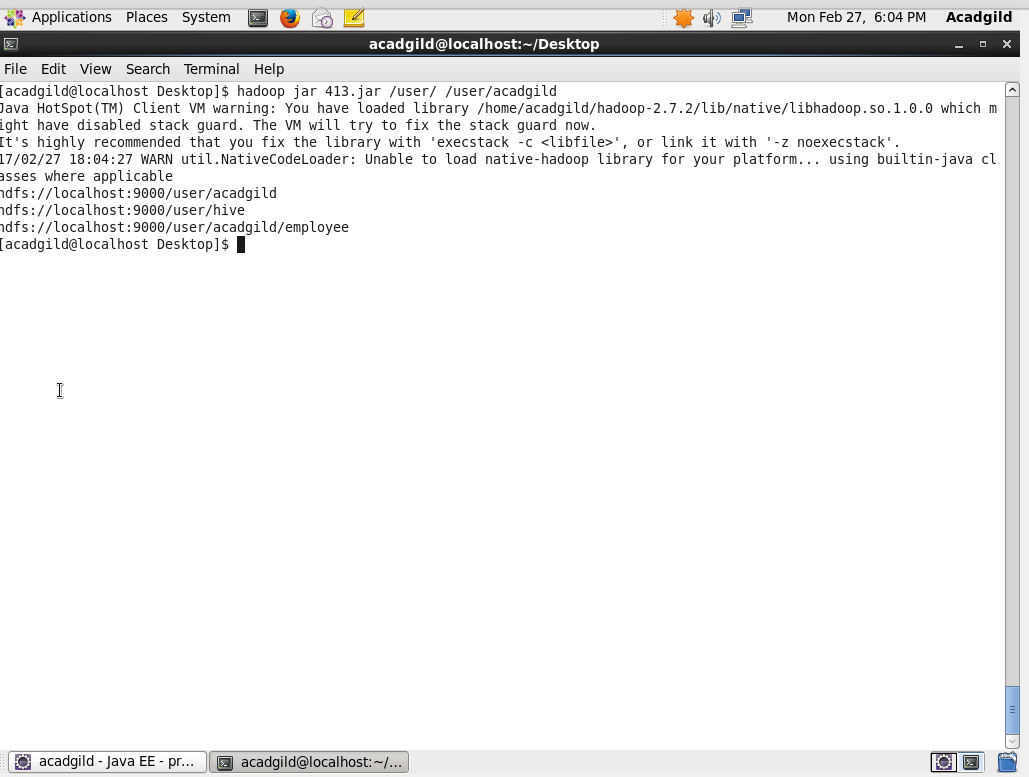 Applications Places System Mon Feb 27, 6:04 PM Acadgild
acadgild@localhost:~/Desktop
File Edit View Search Terminal Help
[acadgild@localhost Desktop]$ hadoop jar 413.jar /user/ /user/acadgild
Java HotSpot(TM) Client VM warning: You have loaded library /home/acadgild/hadoop-2.7.2/lib/native/libhadoop.so.1.0.0 which m
ight have disabled stack guard. The VM will try to fix the stack guard now.
It's highly recommended that you fix the library with 'execstack -c <libfile>', or link it with '-z noexecstack'.
17/02/27 18:04:27 WARN util.NativeCodeLoader: Unable to load native-hadoop library for your platform... using builtin-java cl
asses where applicable
hdfs://localhost:9000/user/acadgild
hdfs://localhost:9000/user/hive
hdfs://localhost:9000/user/acadgild/employee
[acadgild@localhost Desktop]$
acadgild - Java EE - pr... acadgild@localhost:~/...